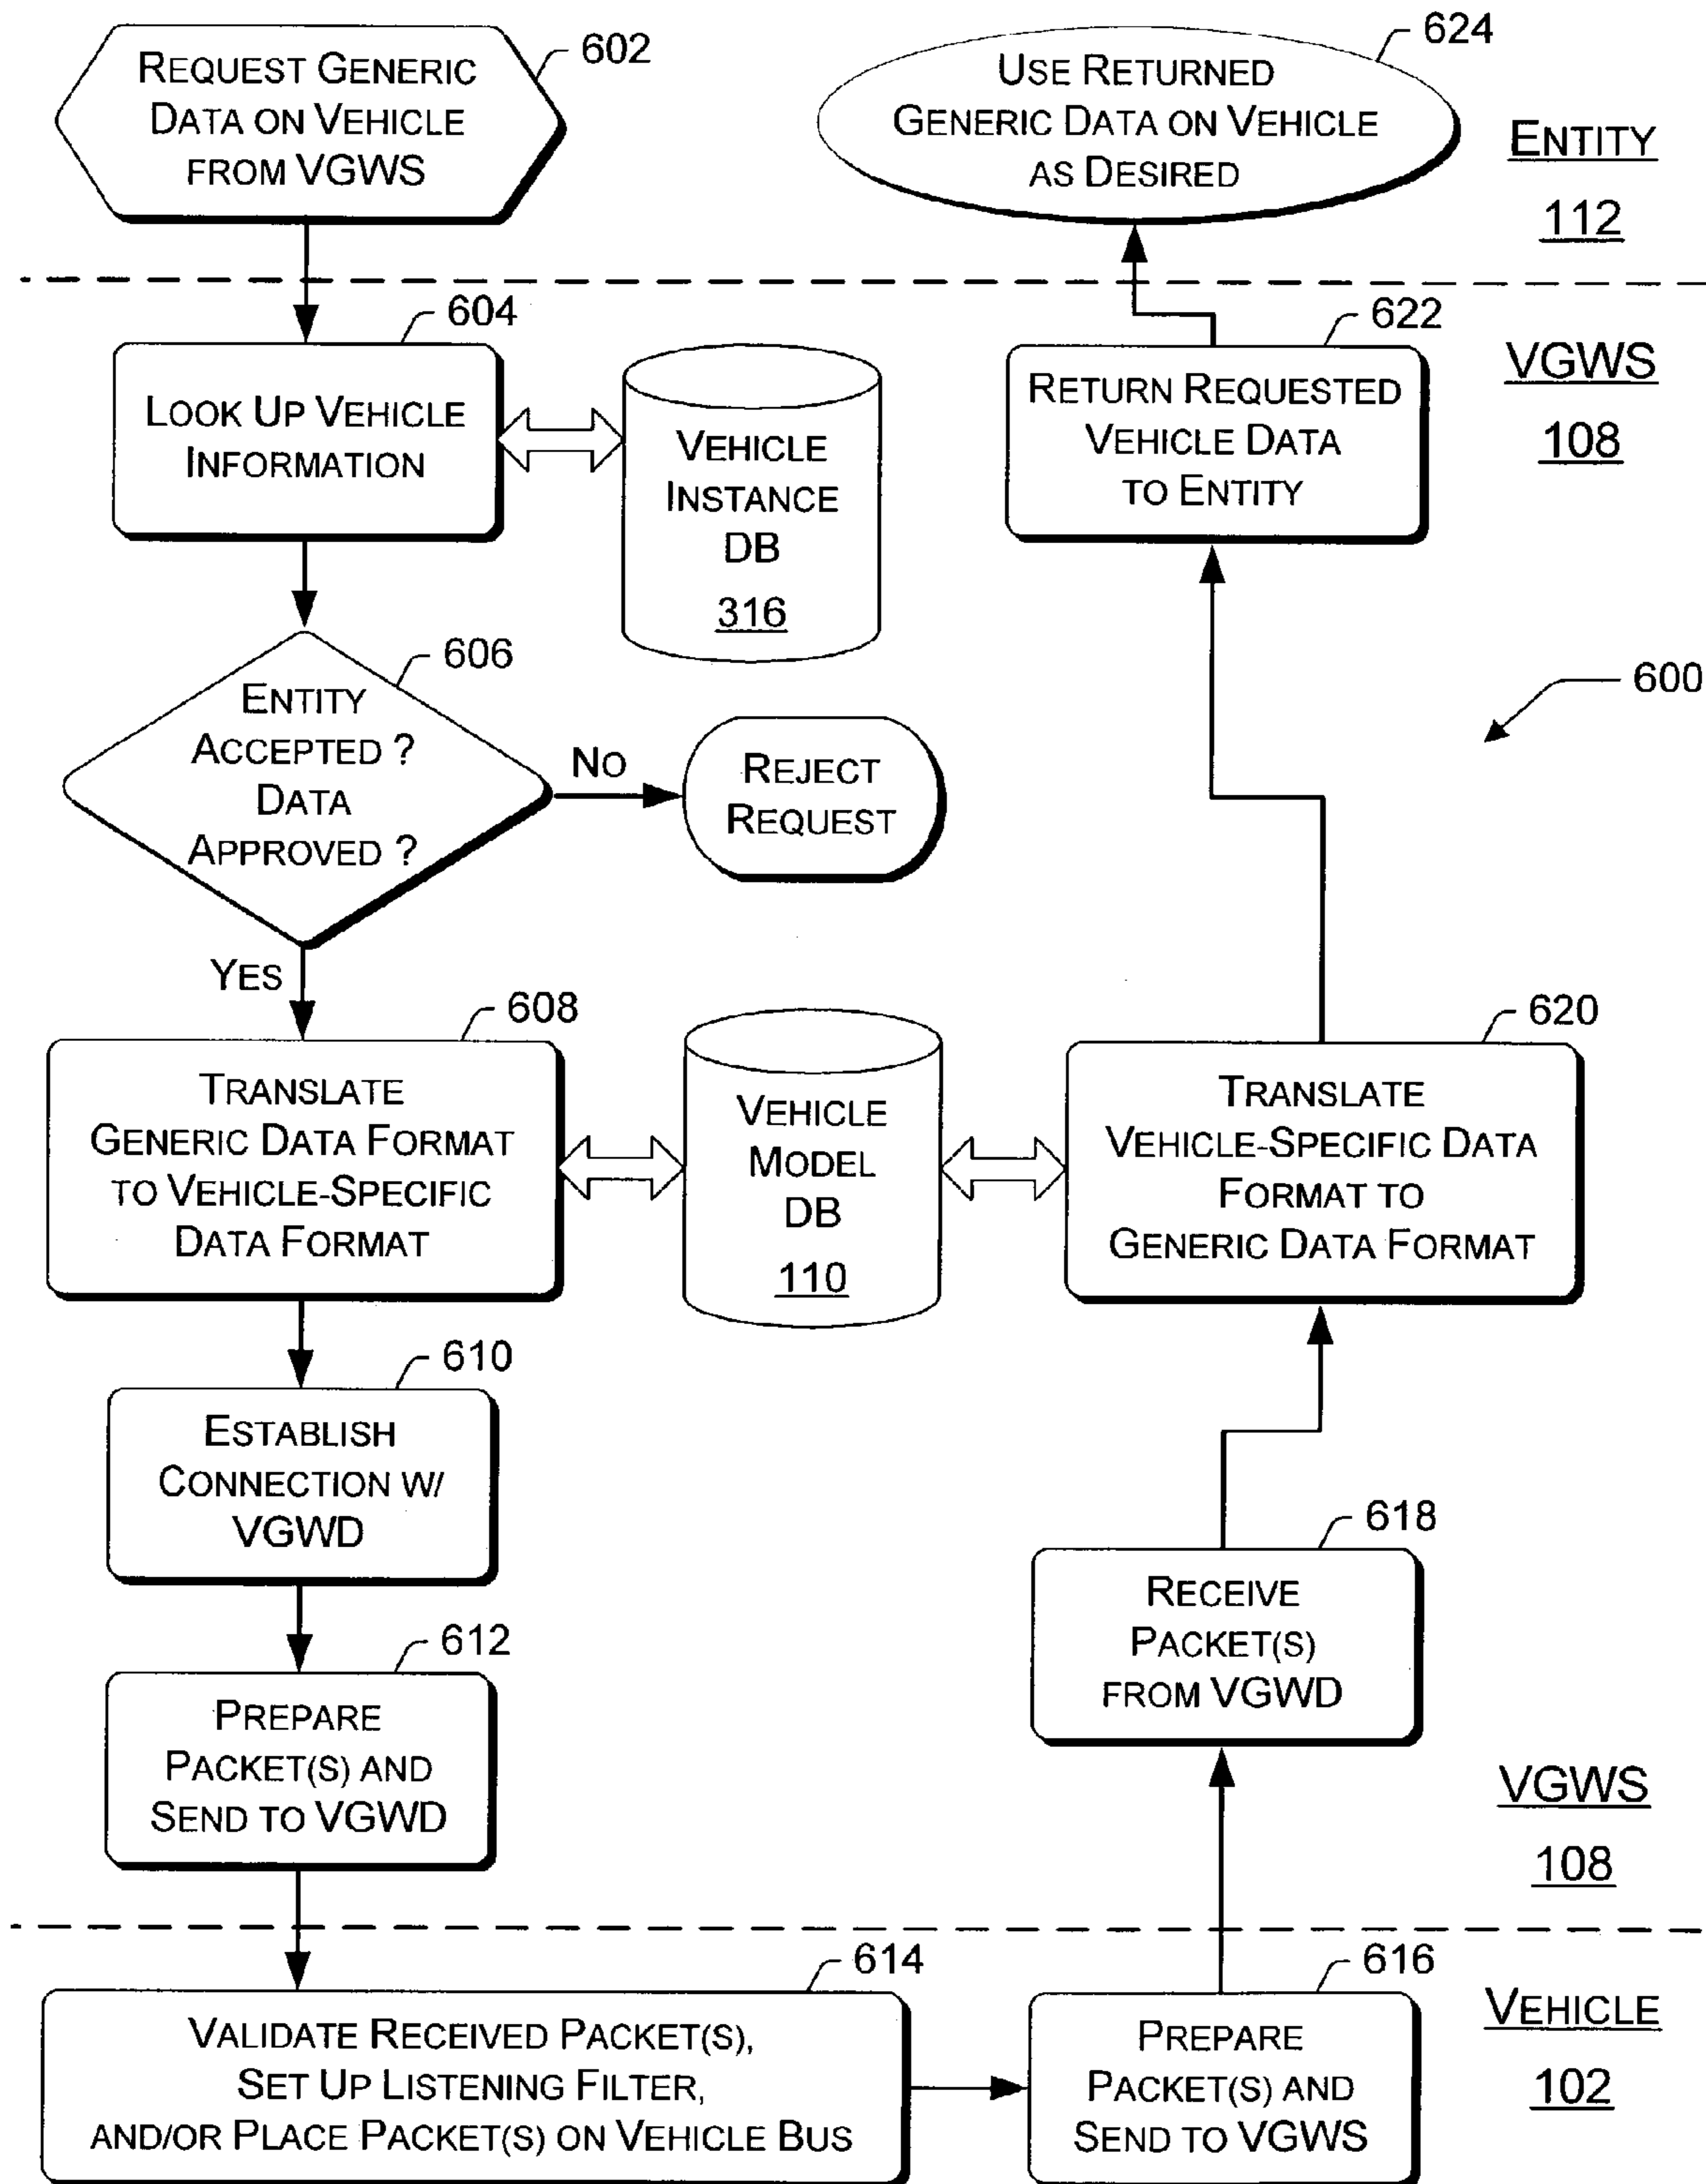 REQUEST GENERIC
DATA ON VEHICLE
FROM VGWS
602
USE RETURNED
GENERIC DATA ON VEHICLE
AS DESIRED
624
ENTITY
112
604
LOOK UP VEHICLE
INFORMATION
VEHICLE
INSTANCE
DB
316
622
RETURN REQUESTED
VEHICLE DATA
TO ENTITY
VGWS
108
606
ENTITY
ACCEPTED ?
DATA
APPROVED ?
NO
REJECT
REQUEST
600
YES
608
TRANSLATE
GENERIC DATA FORMAT
TO VEHICLE-SPECIFIC
DATA FORMAT
VEHICLE
MODEL
DB
110
620
TRANSLATE
VEHICLE-SPECIFIC DATA
FORMAT TO
GENERIC DATA FORMAT
610
ESTABLISH
CONNECTION W/
VGWD
618
RECEIVE
PACKET(S)
FROM VGWD
612
PREPARE
PACKET(S) AND
SEND TO VGWD
VGWS
108
614
VALIDATE RECEIVED PACKET(S),
SET UP LISTENING FILTER,
AND/OR PLACE PACKET(S) ON VEHICLE BUS
616
PREPARE
PACKET(S) AND
SEND TO VGWS
VEHICLE
102